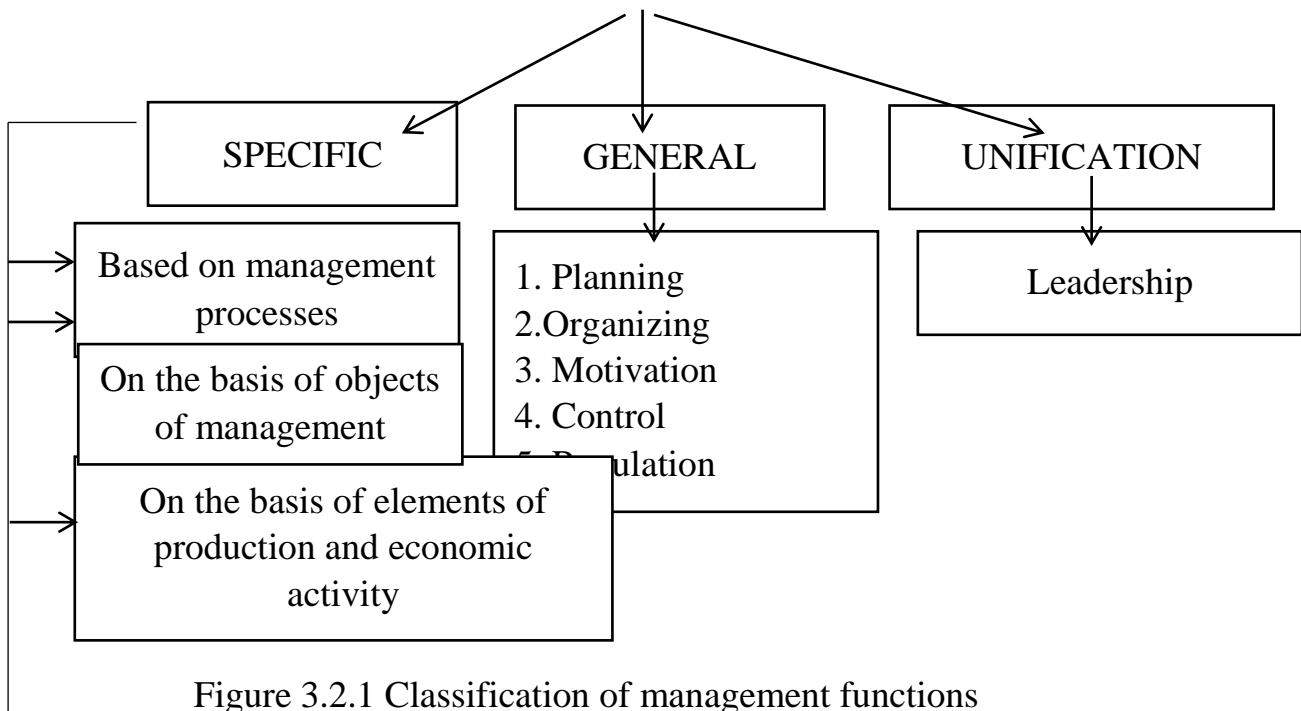 SPECIFIC
GENERAL
UNIFICATION
Based on management
processes
On the basis of objects
of management
On the basis of elements of
production and economic
activity
1. Planning
2.Organizing
3. Motivation
4. Control
Leadership
Figure 3.2.1 Classification of management functions